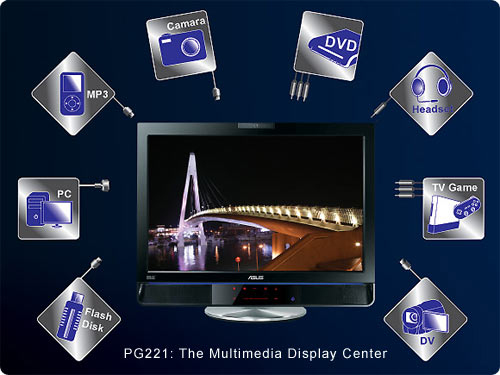 Camara
DVD
MP3
Headset
PC
TV Game
ASUS
Flash
Disk
DV
PG221: The Multimedia Display Center